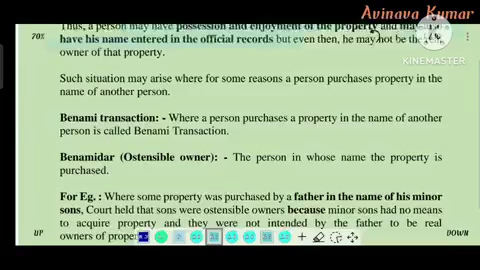 Avinava Kumar
70%
Thus, a person may have possession and enjoyment of the property and may
have his name entered in the official records but even then, he may not be the
owner of that property.
KINEMASTER
Such situation may arise where for some reasons a person purchases property in the
name of another person.
Benami transaction: - Where a person purchases a property in the name of another
person is called Benami Transaction.
Benamidar (Ostensible owner): - The person in whose name the property is
purchased.
For Eg. : Where some property was purchased by a father in the name of his minor
sons, Court held that sons were ostensible owners because minor sons had no means
to acquire property and they were not intended by the father to be real
owners of
UP
DOWN